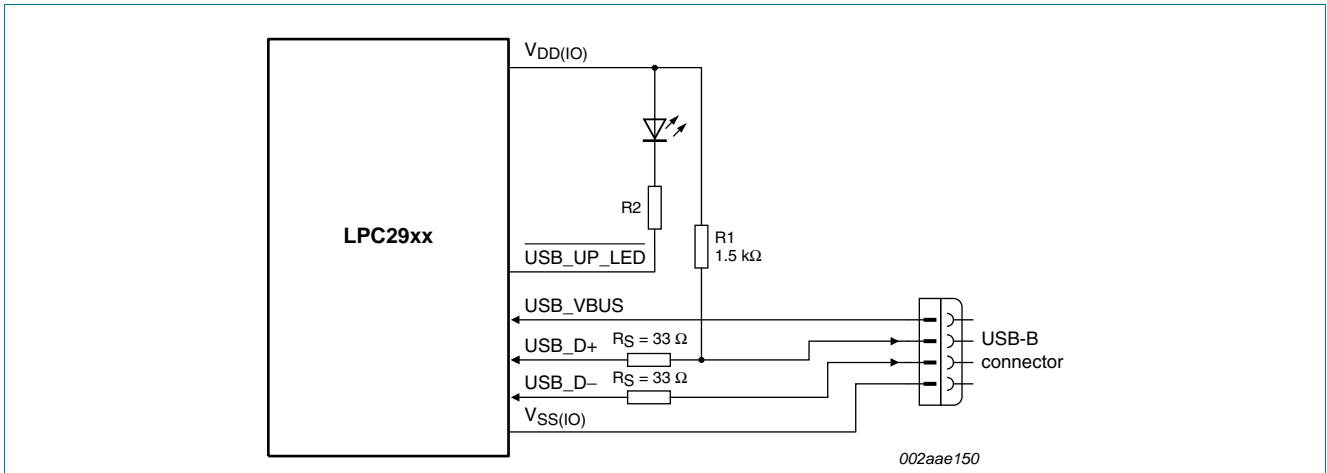 VDD(IO)
LPC29xx
R2
R1
1.5 kΩ
USB_UP_LED
USB_VBUS
USB_D+
RS = 33 Ω
USB_D−
RS = 33 Ω
VSS(IO)
USB-B
connector
002aae150